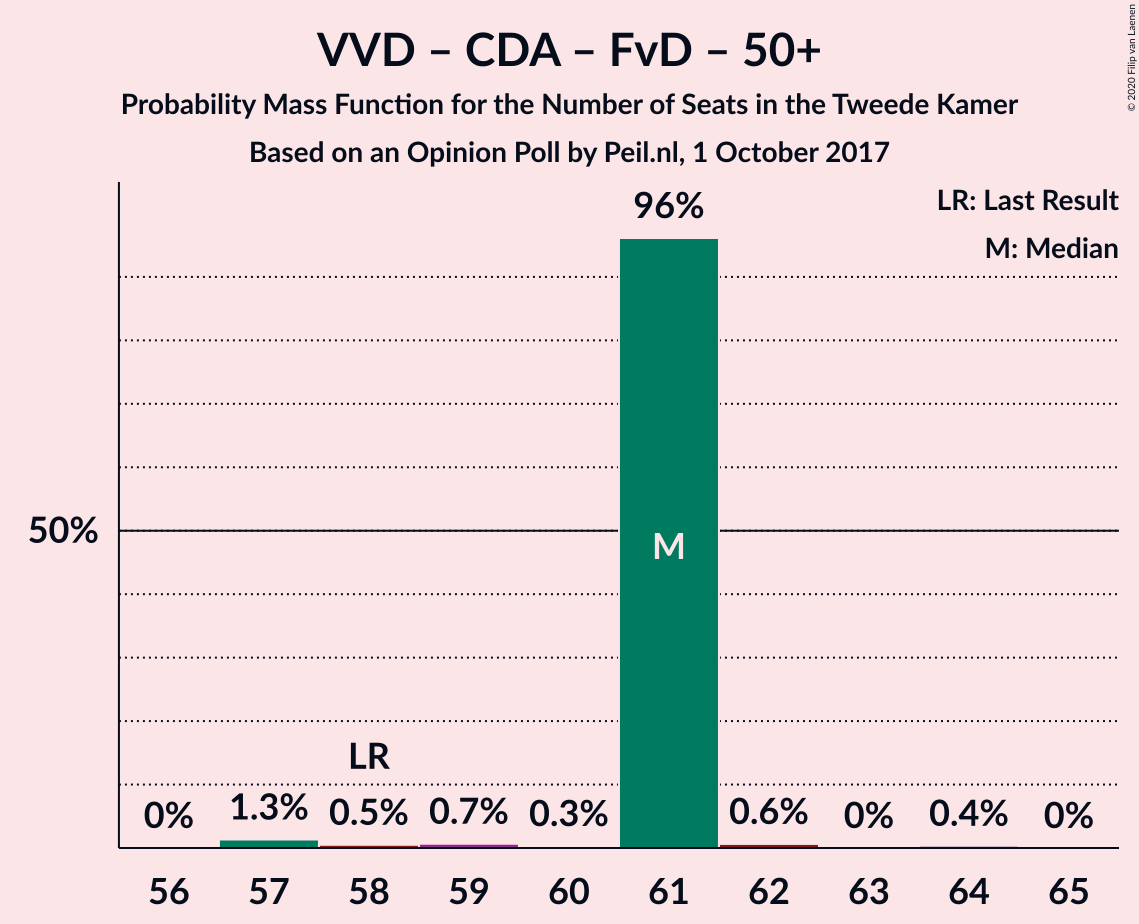 VVD – CDA – FvD – 50+
Probability Mass Function for the Number of Seats in the Tweede Kamer
Based on an Opinion Poll by Peil.nl, 1 October 2017
© 2020 Filip van Laenen
LR: Last Result
M: Median
96%
50%
M
LR
0% 1.3% 0.5% 0.7% 0.3% 0.6% 0% 0.4% 0%
56 57 58 59 60 61 62 63 64 65